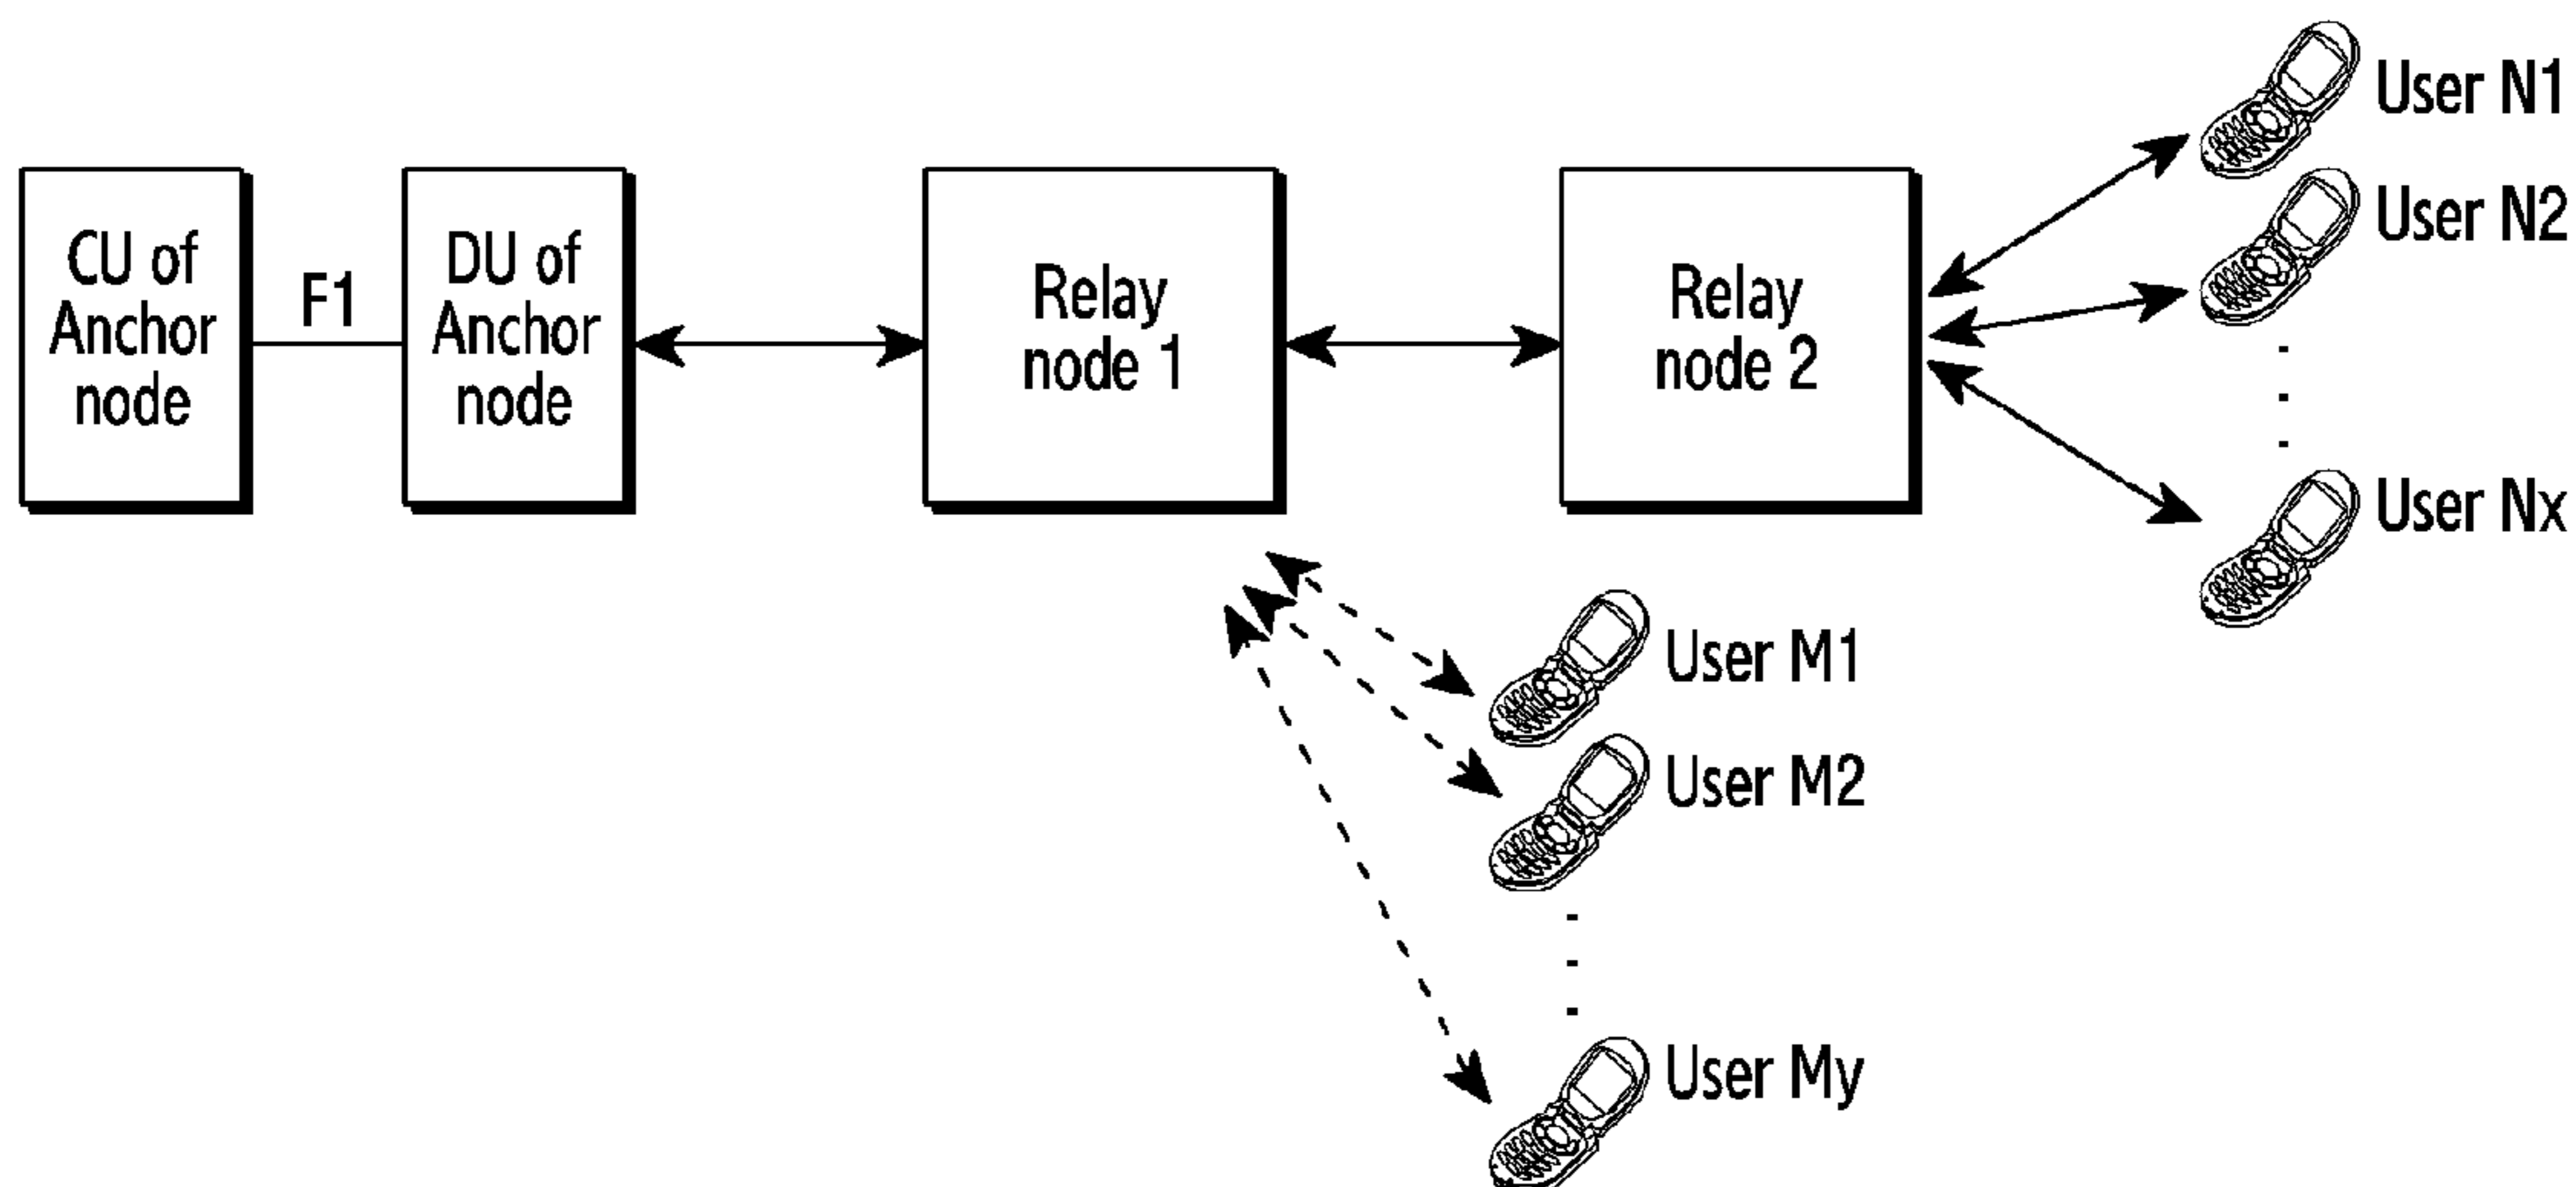 CU of
Anchor
node
F1
DU of
Anchor
node
Relay
node 1
Relay
node 2
User N1
User N2
User Nx
User M1
User M2
User My